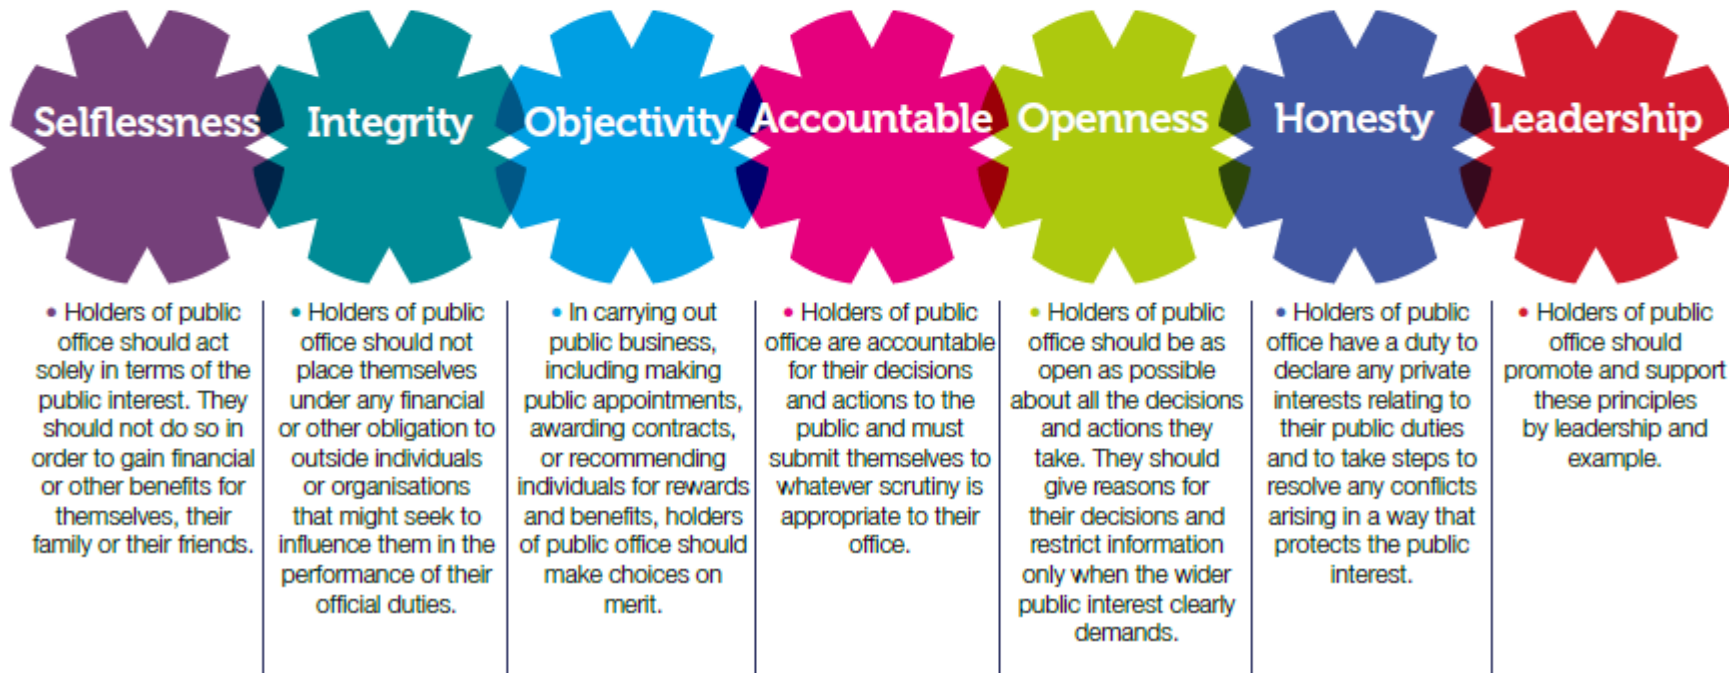 Selflessness
Integrity
Objectivity
Accountable
Openness
Honesty
Leadership
• Holders of public
office should act
solely in terms of the
public interest. They
should not do so in
order to gain financial
or other benefits for
themselves, their
family or their friends.
• Holders of public
office should not
place themselves
under any financial
or other obligation to
outside individuals
or organisations
that might seek to
influence them in the
performance of their
official duties.
• In carrying out
public business,
including making
public appointments,
awarding contracts,
or recommending
individuals for rewards
and benefits, holders
of public office should
make choices on
merit.
• Holders of public
office are accountable
for their decisions
and actions to the
public and must
submit themselves to
whatever scrutiny is
appropriate to their
office.
• Holders of public
office should be as
open as possible
about all the decisions
and actions they
take. They should
give reasons for
their decisions and
restrict information
only when the wider
public interest clearly
demands.
• Holders of public
office have a duty to
declare any private
interests relating to
their public duties
and to take steps to
resolve any conflicts
arising in a way that
protects the public
interest.
• Holders of public
office should
promote and support
these principles
by leadership and
example.